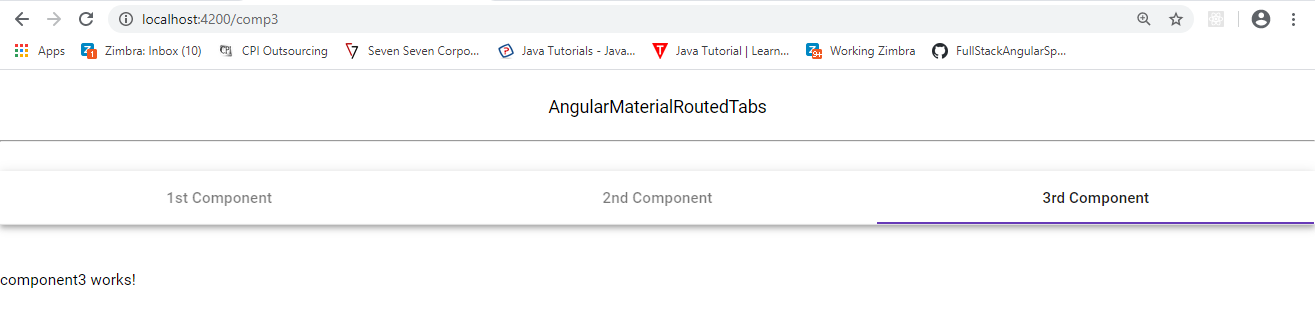 localhost:4200/comp3
Apps Zimbra: Inbox (10) CPI Outsourcing Seven Seven Corpo... Java Tutorials - Java... Java Tutorial | Learn... Working Zimbra FullStackAngularSp...
AngularMaterialRoutedTabs
1st Component 2nd Component 3rd Component
component3 works!